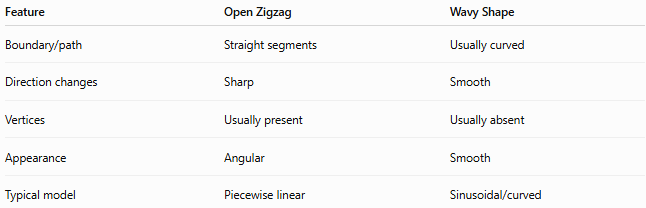 Feature Open Zigzag Wavy Shape
Boundary/path Straight segments Usually curved
Direction changes Sharp Smooth
Vertices Usually present Usually absent
Appearance Angular Smooth
Typical model Piecewise linear Sinusoidal/curved